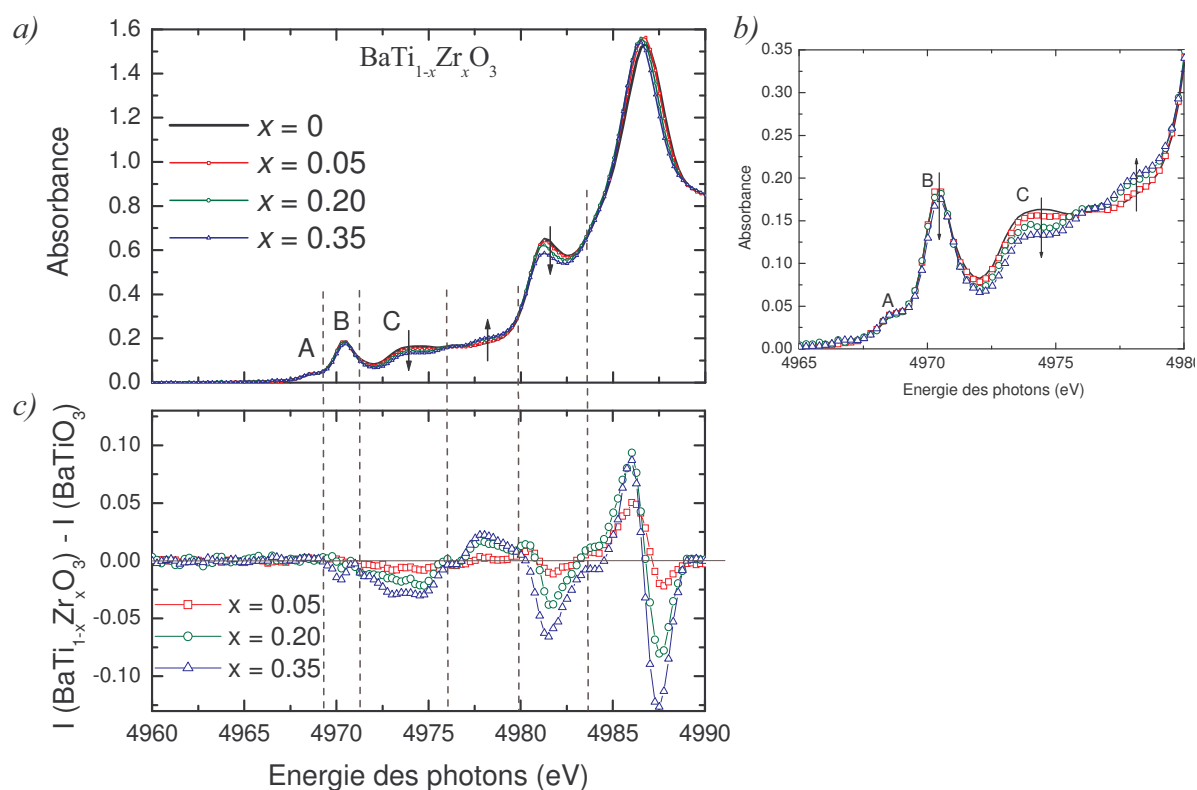 a)
BaTi1-xZrxO3
x = 0
x = 0.05
x = 0.20
x = 0.35
A
B
C
Absorbance
1.6
1.4
1.2
1.0
0.8
0.6
0.4
0.2
0.0
b)
0.35
0.30
0.25
0.20
0.15
0.10
0.05
0.00
Absorbance
A
B
C
4965
4970
4975
4980
Energie des photons (eV)
c)
I (BaTi1-xZrxO3) - I (BaTiO3)
0.10
0.05
0.00
-0.05
-0.10
x = 0.05
x = 0.20
x = 0.35
4960
4965
4970
4975
4980
4985
4990
Energie des photons (eV)